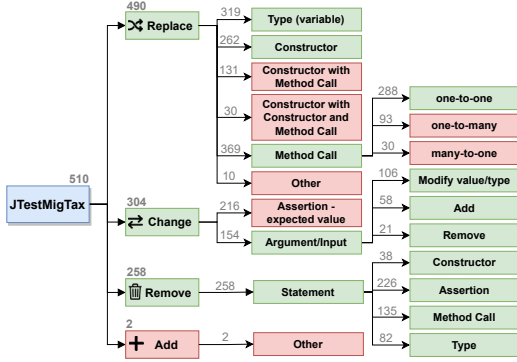 JTestMigTax
510
490
Replace
319
Type (variable)
262
Constructor
131
Constructor with
Method Call
30
Constructor with
Constructor and
Method Call
369
Method Call
288
one-to-one
93
one-to-many
30
many-to-one
10
Other
304
Change
216
Assertion -
expected value
154
Argument/Input
106
Modify value/type
58
Add
21
Remove
258
Remove
258
Statement
38
Constructor
226
Assertion
135
Method Call
82
Type
2
Add
2
Other